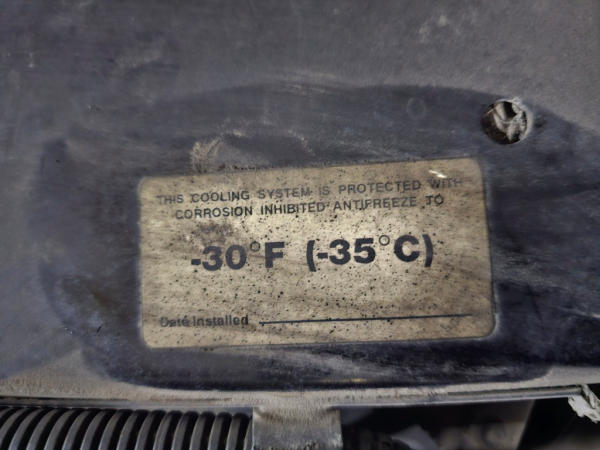 THIS COOLING SYSTEM IS PROTECTED WITH
CORROSION INHIBITED ANTIFREEZE TO
-30°F (-35°C)
Date Installed